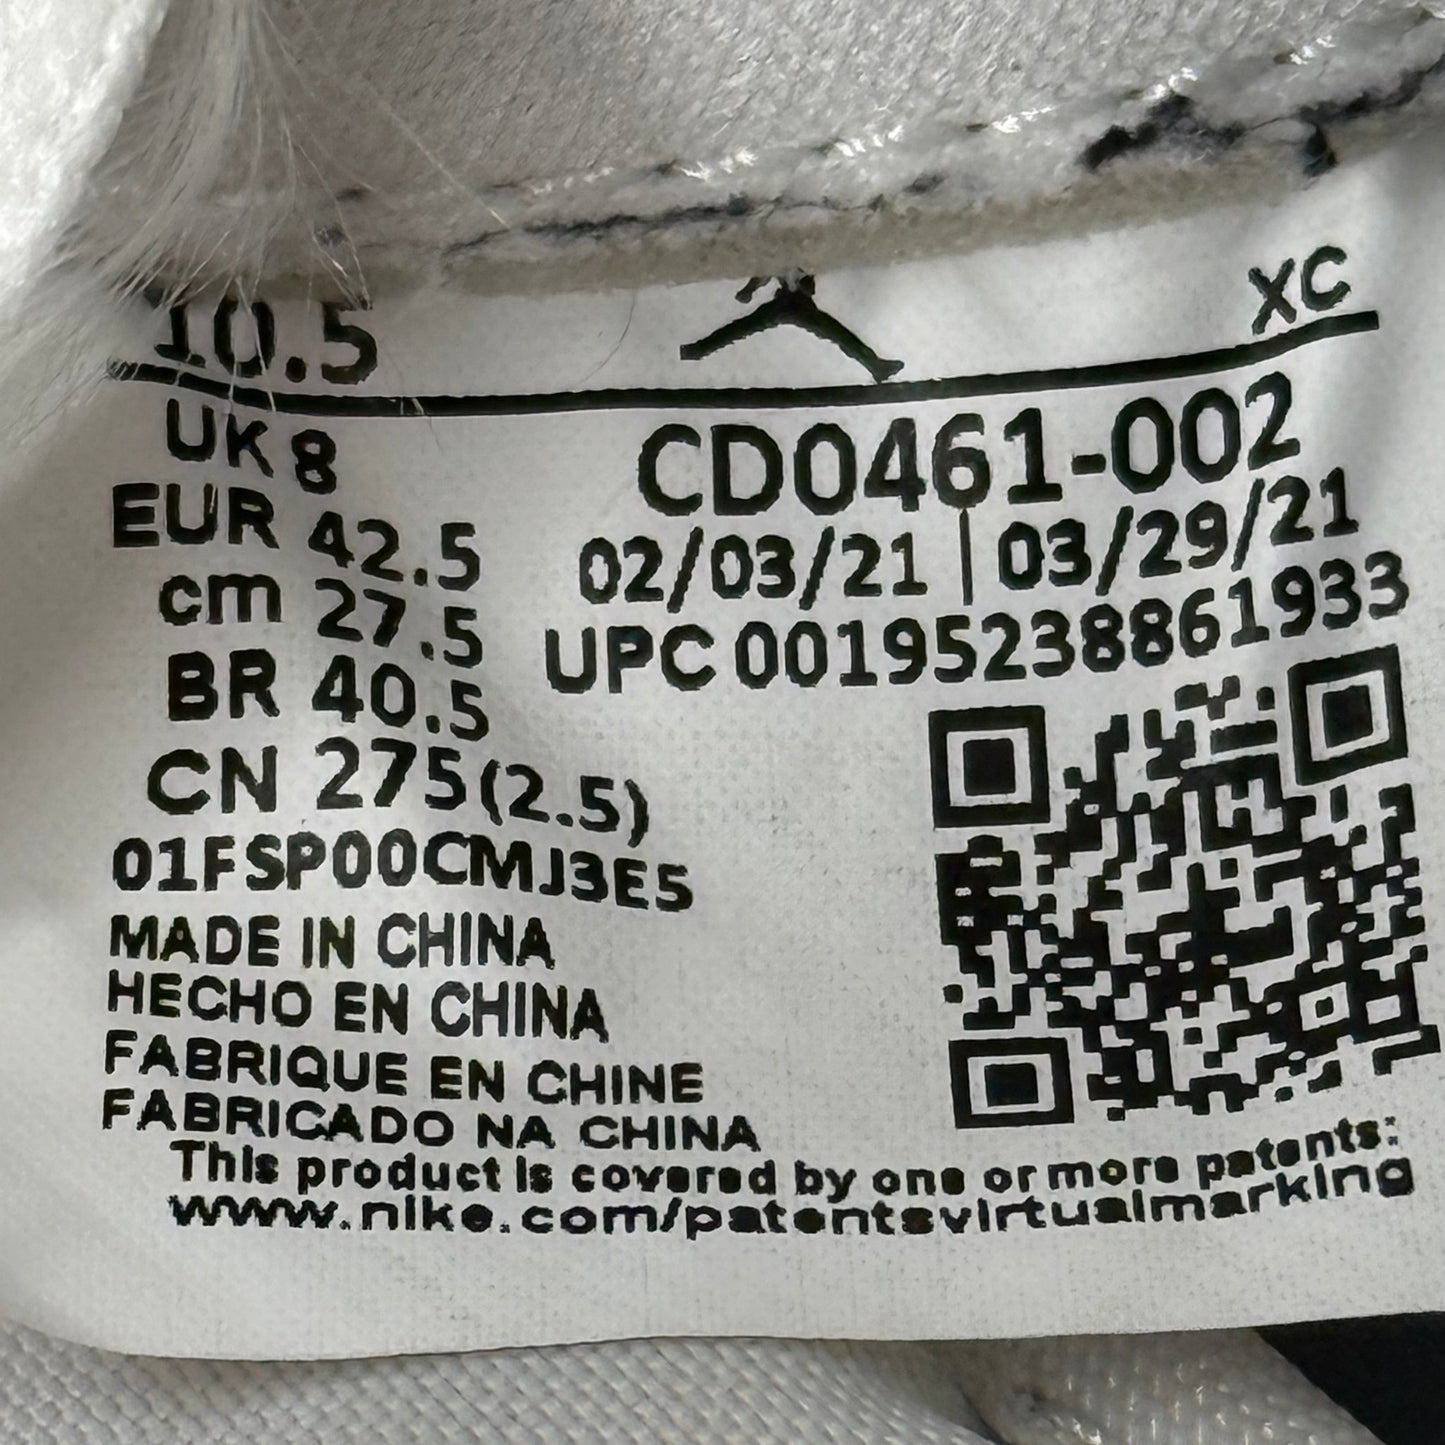 10.5
XC
UK 8
EUR 42.5
cm 27.5
BR 40.5
CN 275(2.5)
01FSP00CMJ3E5
CD0461-002
02/03/21 | 03/29/21
UPC 00195238861933
MADE IN CHINA
HECHO EN CHINA
FABRIQUE EN CHINE
FABRICADO NA CHINA
This product is covered by one or more patents:
www.nike.com/patentsvirtualmarking